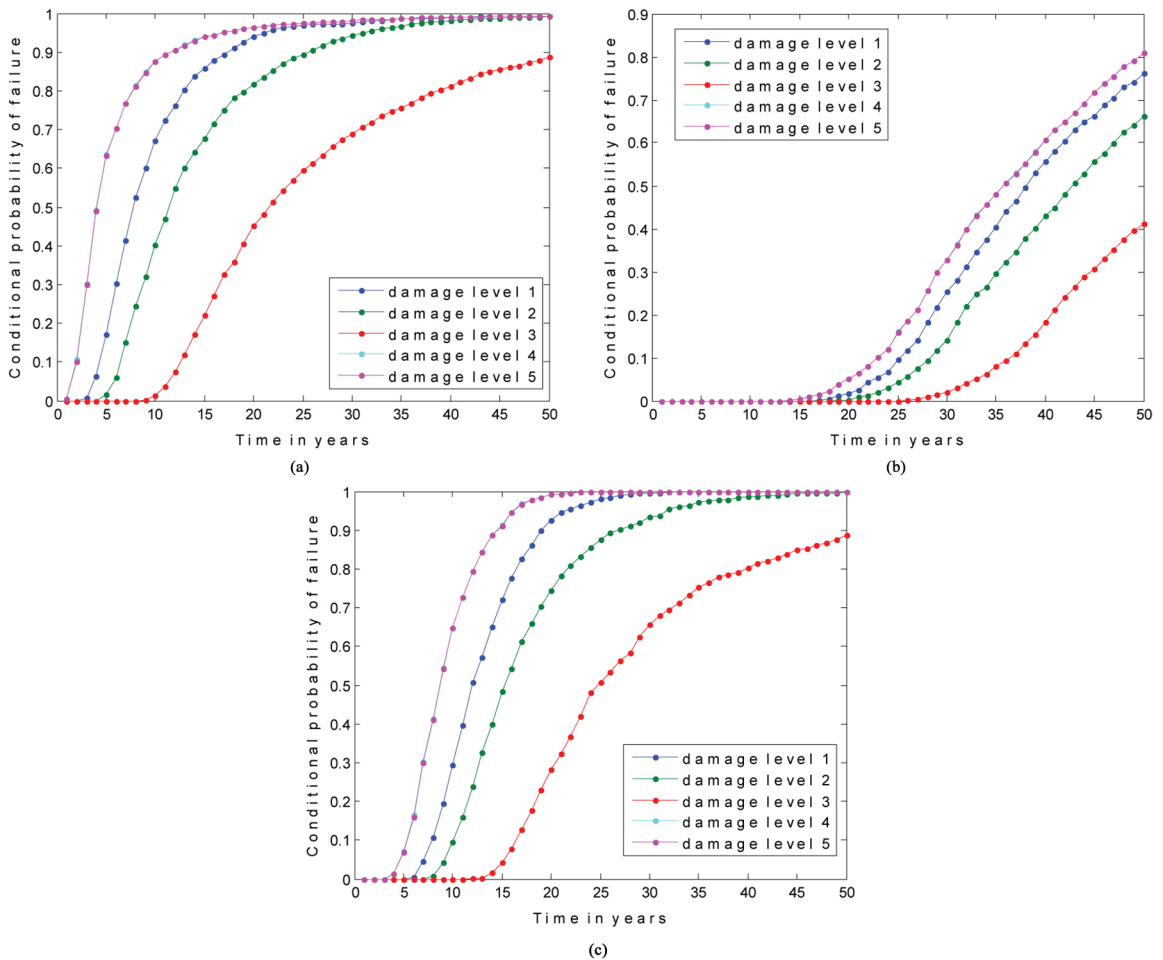 Conditional probability of failure
1
0.9
0.8
0.7
0.6
0.5
0.4
0.3
0.2
0.1
0
damage level 1
damage level 2
damage level 3
damage level 4
damage level 5
0 5 10 15 20 25 30 35 40 45 50
Time in years
(a)
Conditional probability of failure
0.9
0.8
0.7
0.6
0.5
0.4
0.3
0.2
0.1
0
damage level 1
damage level 2
damage level 3
damage level 4
damage level 5
0 5 10 15 20 25 30 35 40 45 50
Time in years
(b)
Conditional probability of failure
1
0.9
0.8
0.7
0.6
0.5
0.4
0.3
0.2
0.1
0
damage level 1
damage level 2
damage level 3
damage level 4
damage level 5
0 5 10 15 20 25 30 35 40 45 50
Time in years
(c)